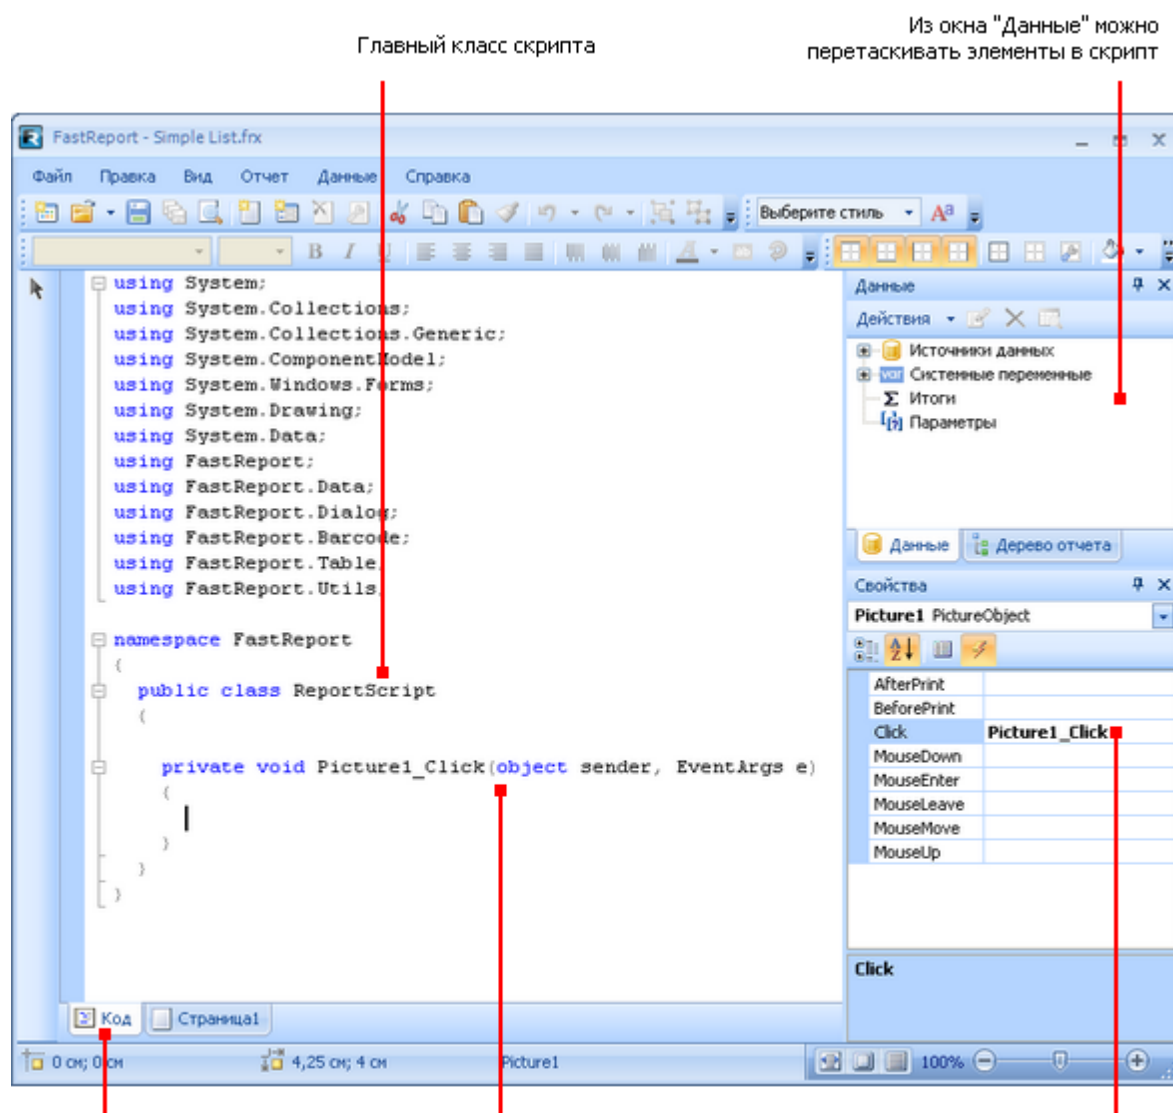 Главный класс скрипта
Из окна "Данные" можно
перетаскивать элементы в скрипт
FastReport - Simple List.frx
Файл Правка Вид Отчет Данные Справка
Выберите стиль
B I U
Данные
Действия
Источники данных
Системные переменные
Итоги
Параметры
Данные Дерево отчета
using System;
using System.Collections;
using System.Collections.Generic;
using System.ComponentModel;
using System.Windows.Forms;
using System.Drawing;
using System.Data;
using FastReport;
using FastReport.Data;
using FastReport.Dialog;
using FastReport.Barcode;
using FastReport.Table
using FastReport.Utils
namespace FastReport
{
public class ReportScript
{
private void Picture1_Click(object sender, EventArgs e)
{
}
}
}
Свойства
Picture1 PictureObject
AfterPrint
BeforePrint
Click Picture1_Click
MouseDown
MouseEnter
MouseLeave
MouseMove
MouseUp
Click
Код Страница1
0 см; 0 см 4,25 см; 4 см Picture1 100%